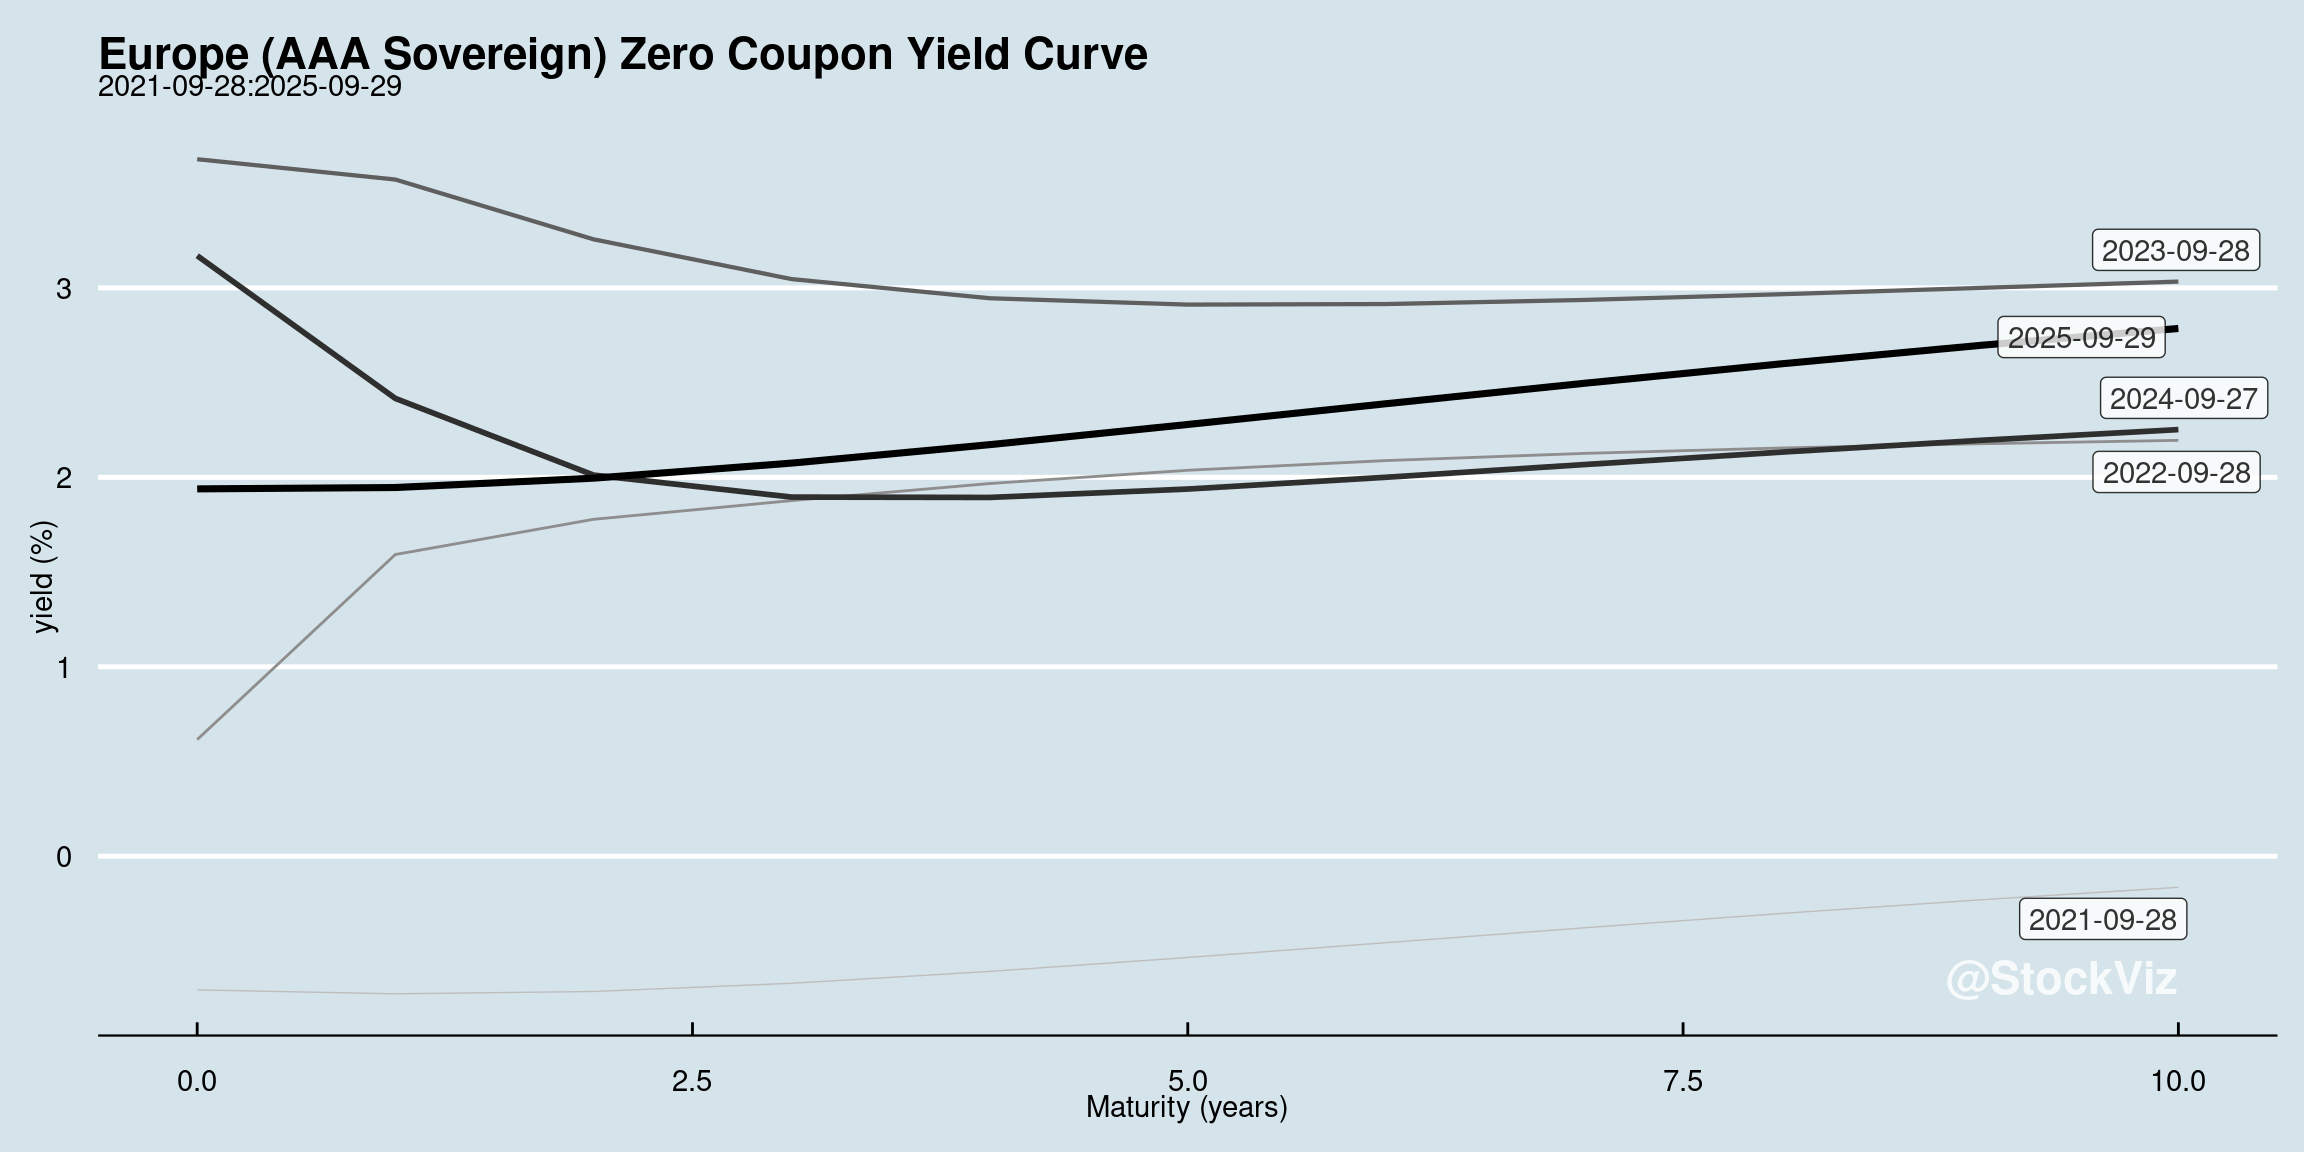 Europe (AAA Sovereign) Zero Coupon Yield Curve
2021-09-28:2025-09-29
2023-09-28
3
2025-09-29
2024-09-27
2022-09-28
2
yield (%)
1
0
2021-09-28
@StockViz
0.0 2.5 5.0 7.5 10.0
Maturity (years)